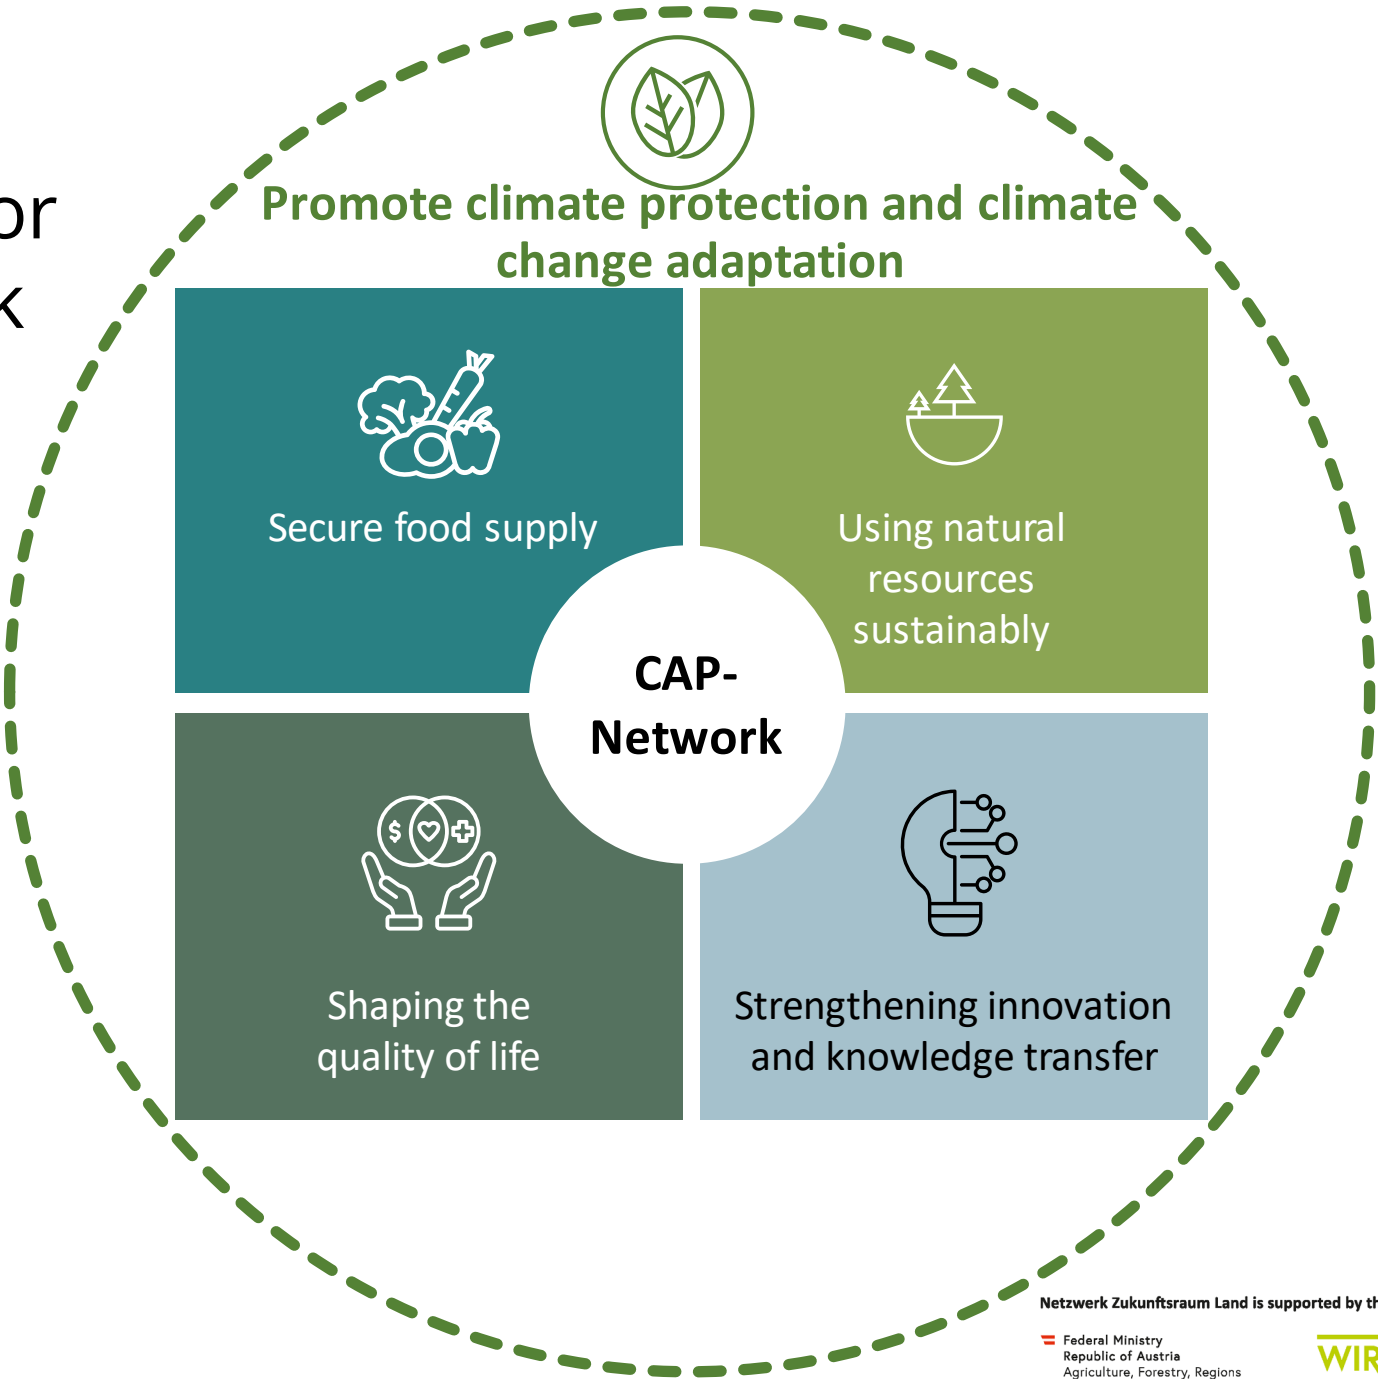 or
k
Promote climate protection and climate
change adaptation
Secure food supply
Using natural
resources
sustainably
CAP-
Network
Shaping the
quality of life
Strengthening innovation
and knowledge transfer
Netzwerk Zukunftsraum Land is supported by th
Federal Ministry
Republic of Austria
Agriculture, Forestry, Regions
WIR